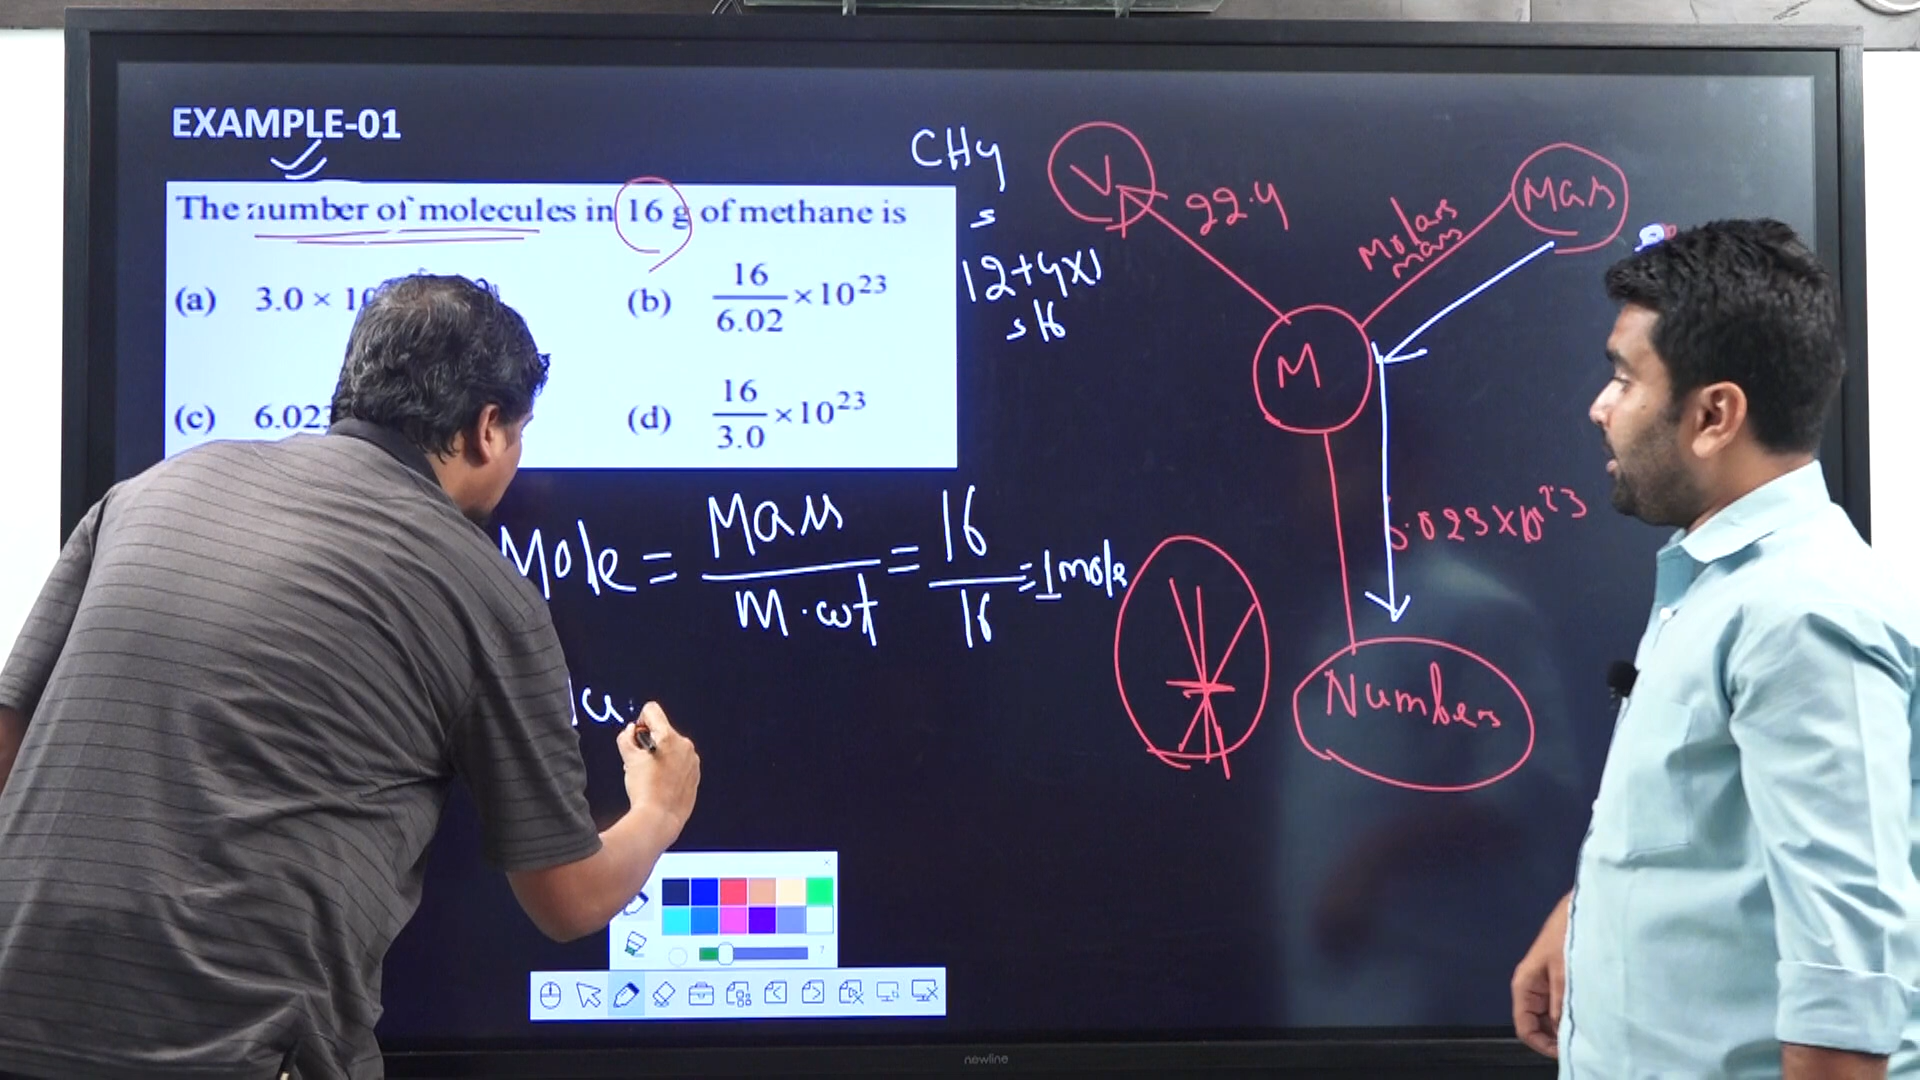 EXAMPLE-01
The number of molecules in 16 g of methane is
(a) 3.0 × 10
(b) 16/6.02 × 10²³
(c) 6.023
(d) 16/3.0 × 10²³
CH4
=
12+4×1
= 16
V
22.4
Molar
mass
Mass
M
6.023×10²³
Numbers
Mole = Mass / M.wt = 16/16 = 1 mole
newline